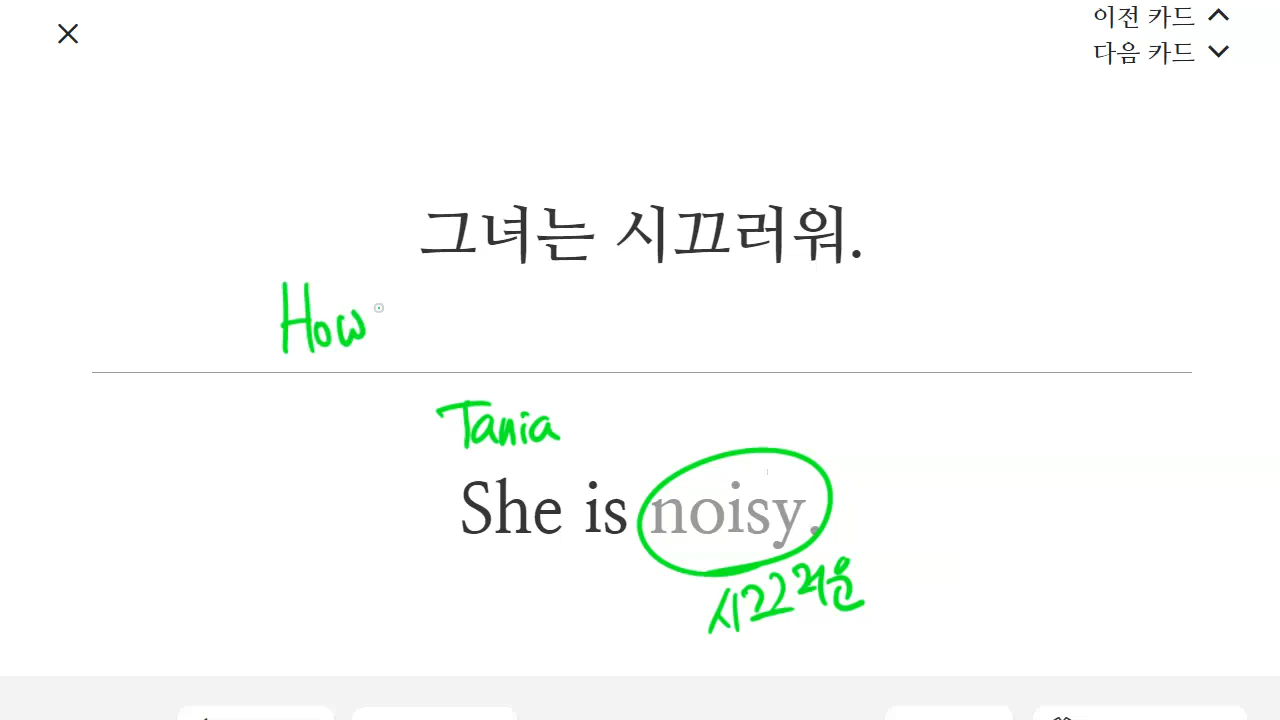 이전 카드
다음 카드
그녀는 시끄러워.
How
Tania
She is noisy.
시끄러운